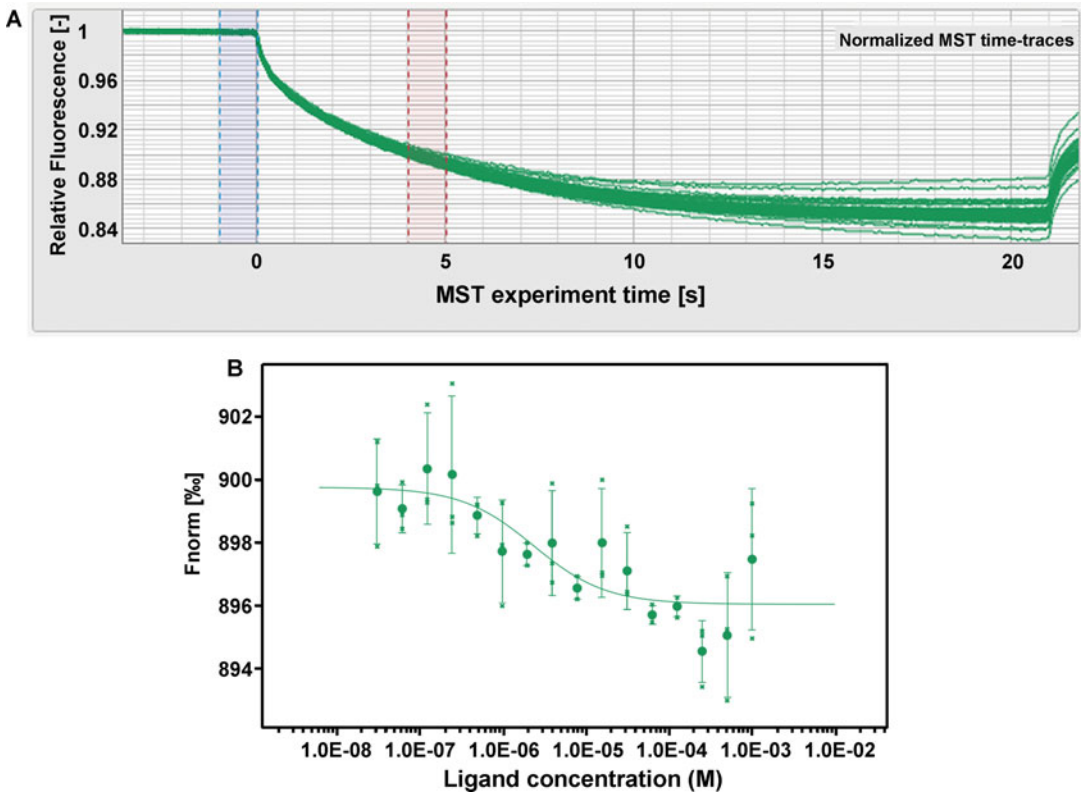 A
Relative Fluorescence [-]
1
0.96
0.92
0.88
0.84
Normalized MST time-traces
0 5 10 15 20
MST experiment time [s]
B
Fnorm [‰]
902
900
898
896
894
1.0E-08 1.0E-07 1.0E-06 1.0E-05 1.0E-04 1.0E-03 1.0E-02
Ligand concentration (M)